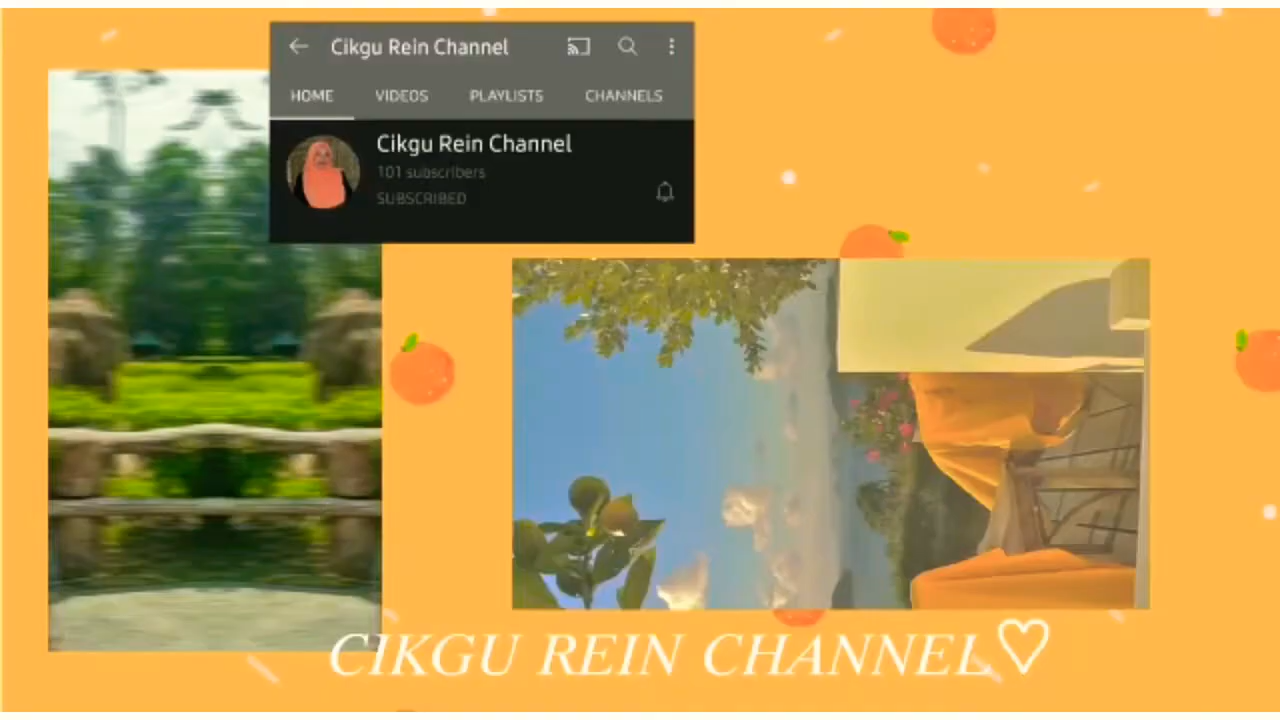 Cikgu Rein Channel
HOME VIDEOS PLAYLISTS CHANNELS
Cikgu Rein Channel
101 subscribers
SUBSCRIBED
CIKGU REIN CHANNEL♡